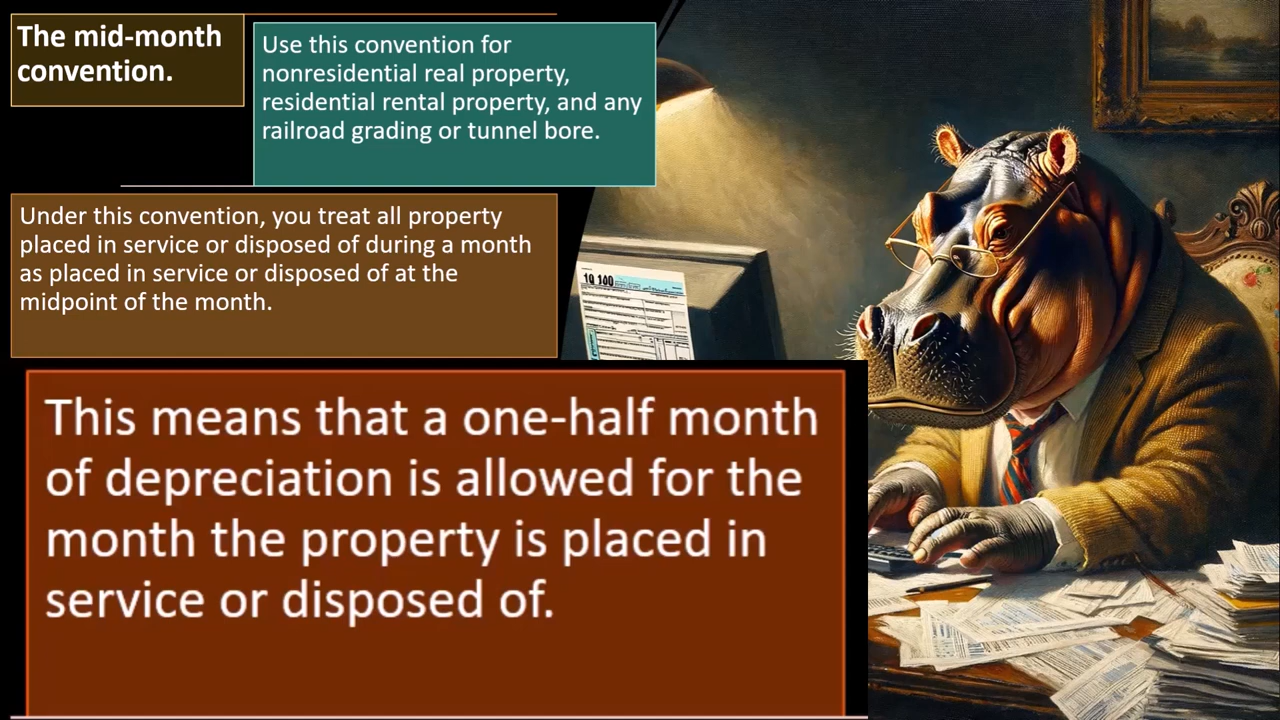 The mid-month
convention.
Use this convention for
nonresidential real property,
residential rental property, and any
railroad grading or tunnel bore.
Under this convention, you treat all property
placed in service or disposed of during a month
as placed in service or disposed of at the
midpoint of the month.
10 100
This means that a one-half month
of depreciation is allowed for the
month the property is placed in
service or disposed of.